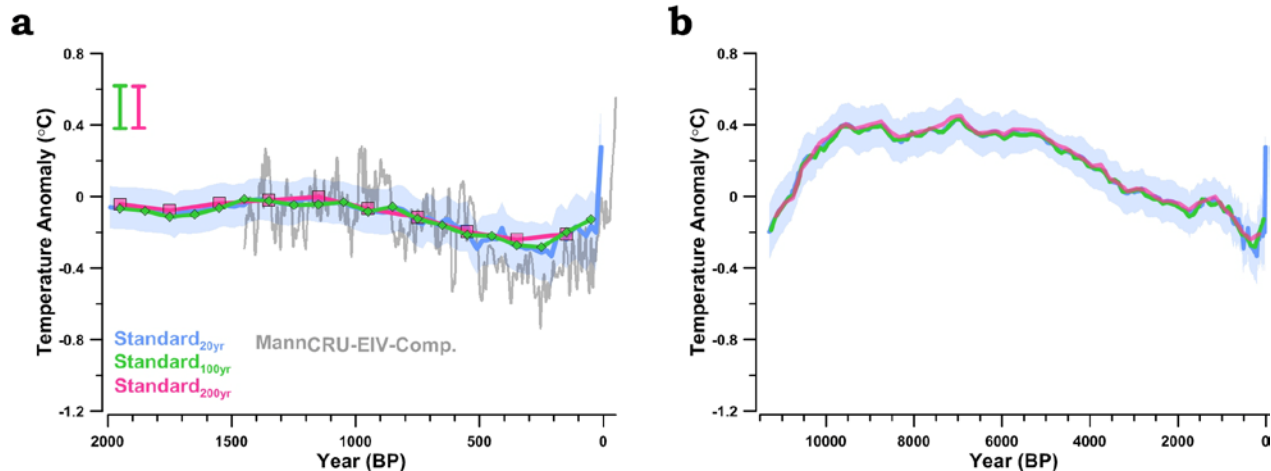 a
Temperature Anomaly (°C)
0.8
0.4
0
-0.4
-0.8
-1.2
Standard20yr
Standard100yr
Standard200yr
MannCRU-EIV-Comp.
2000
1500
1000
500
0
Year (BP)
b
Temperature Anomaly (°C)
0.8
0.4
0
-0.4
-0.8
-1.2
10000
8000
6000
4000
2000
0
Year (BP)